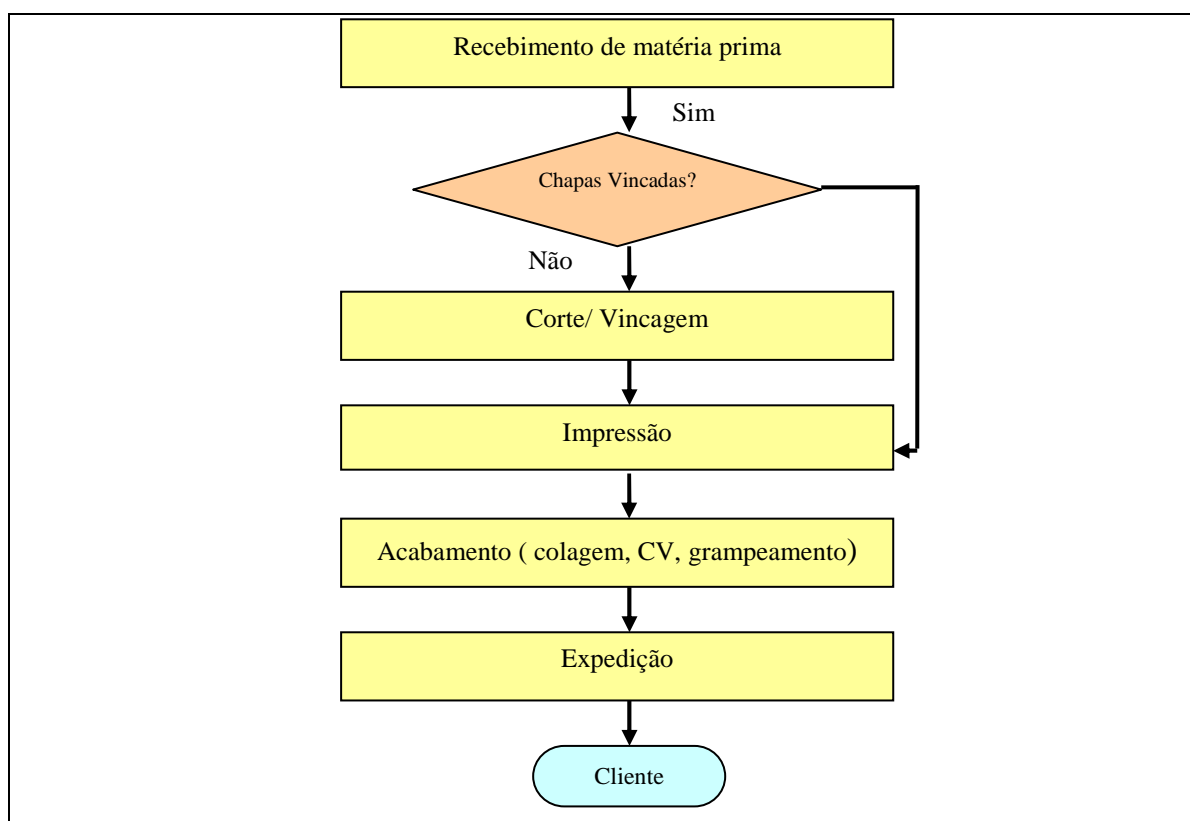 Recebimento de matéria prima
Sim
Chapas Vincadas?
Não
Corte/ Vincagem
Impressão
Acabamento ( colagem, CV, grampeamento)
Expedição
Cliente